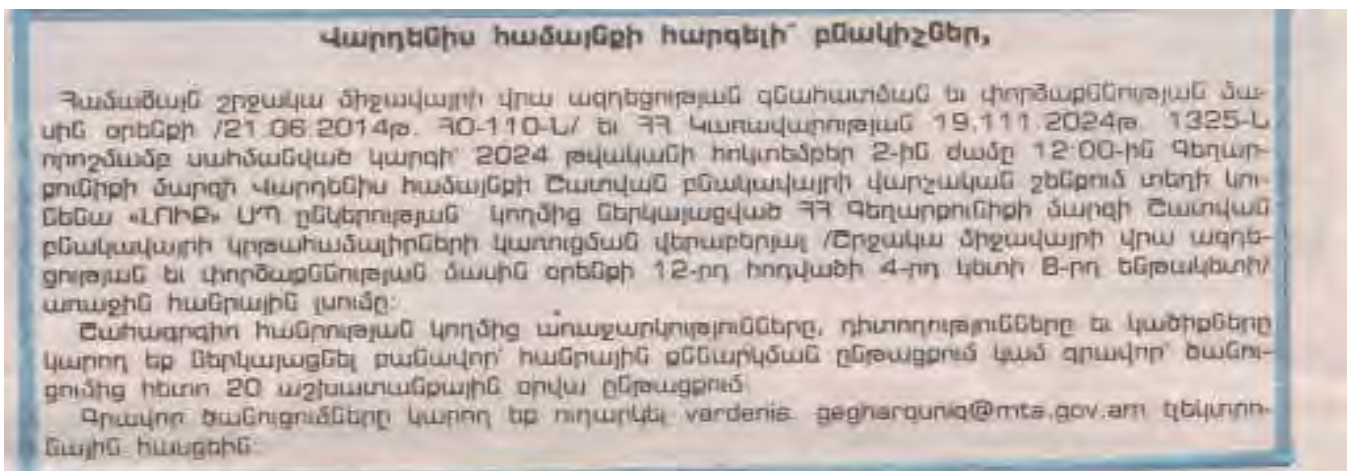 Վարդենիս համայնքի հարգելի՛ բնակիչներ,
Համաձայն շրջակա միջավայրի վրա ազդեցության գնահատման եւ փորձաքննության մա-
սին օրենքի /21.06.2014թ. ՀՕ-110-Ն/ եւ ՀՀ Կառավարության 19.111.2024թ. 1325-Ն
որոշմամբ սահմանված կարգի՝ 2024 թվականի հոկտեմբեր 2-ին ժամը 12:00-ին Գեղար-
քունիքի մարզի Վարդենիս համայնքի Շատվան բնակավայրի վարչական շենքում տեղի կու-
նենա «ԼՈՒՔ» ՍՊ ընկերության կողմից ներկայացված ՀՀ Գեղարքունիքի մարզի Շատվան
բնակավայրի կրթահամալիրների կառուցման վերաբերյալ /Շրջակա միջավայրի վրա ազդե-
ցության եւ փորձաքննության մասին օրենքի 12-րդ հոդվածի 4-րդ կետի 8-րդ ենթակետի/
առաջին հանրային լսումը:
Շահագրգիռ հանրության կողմից առաջարկությունները, դիտողությունները եւ կածիքները
կարող եք ներկայացնել բանավոր՝ հանրային քննարկման ընթացքում կամ գրավոր՝ ծանու-
ցումից հետո 20 աշխատանքային օրվա ընթացքում:
Գրավոր ծանուցումները կարող եք ուղարկել vardenis. gegharquniq@mta.gov.am էլեկտրո-
նային հասցեին: